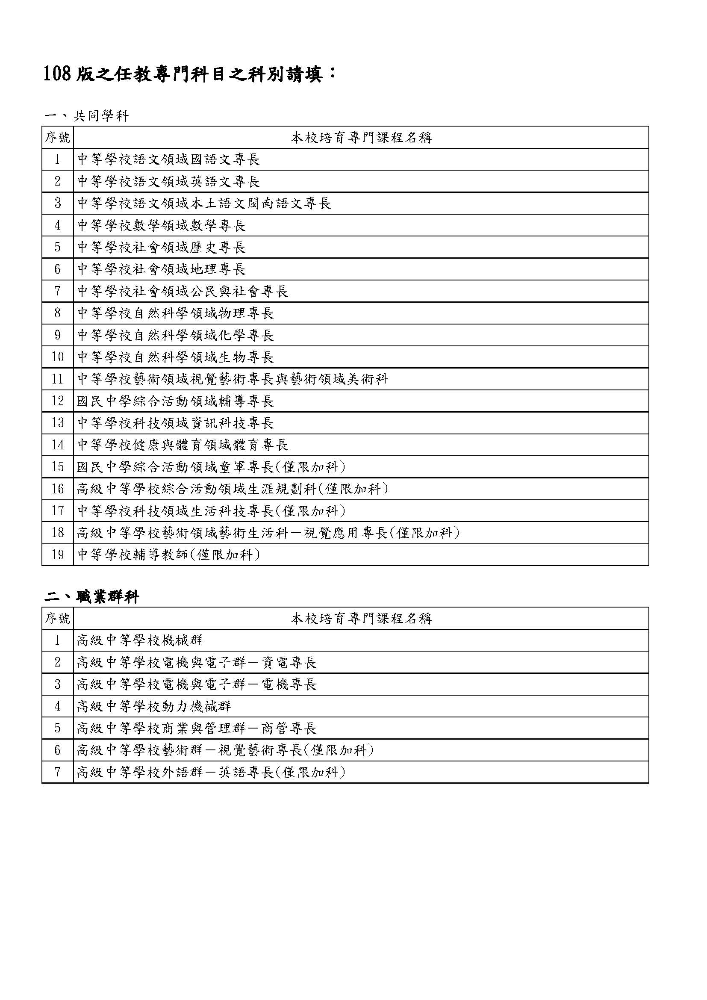 108 版之任教專門科目之科別請填：
一、共同學科
序號 本校培育專門課程名稱
1 中等學校語文領域國語文專長
2 中等學校語文領域英語文專長
3 中等學校語文領域本土語文閩南語文專長
4 中等學校數學領域數學專長
5 中等學校社會領域歷史專長
6 中等學校社會領域地理專長
7 中等學校社會領域公民與社會專長
8 中等學校自然科學領域物理專長
9 中等學校自然科學領域化學專長
10 中等學校自然科學領域生物專長
11 中等學校藝術領域視覺藝術專長與藝術領域美術科
12 國民中學綜合活動領域輔導專長
13 中等學校科技領域資訊科技專長
14 中等學校健康與體育領域體育專長
15 國民中學綜合活動領域童軍專長(僅限加科)
16 高級中等學校綜合活動領域生涯規劃科(僅限加科)
17 中等學校科技領域生活科技專長(僅限加科)
18 高級中等學校藝術領域藝術生活科－視覺應用專長(僅限加科)
19 中等學校輔導教師(僅限加科)
二、職業群科
序號 本校培育專門課程名稱
1 高級中等學校機械群
2 高級中等學校電機與電子群－資電專長
3 高級中等學校電機與電子群－電機專長
4 高級中等學校動力機械群
5 高級中等學校商業與管理群－商管專長
6 高級中等學校藝術群－視覺藝術專長(僅限加科)
7 高級中等學校外語群－英語專長(僅限加科)